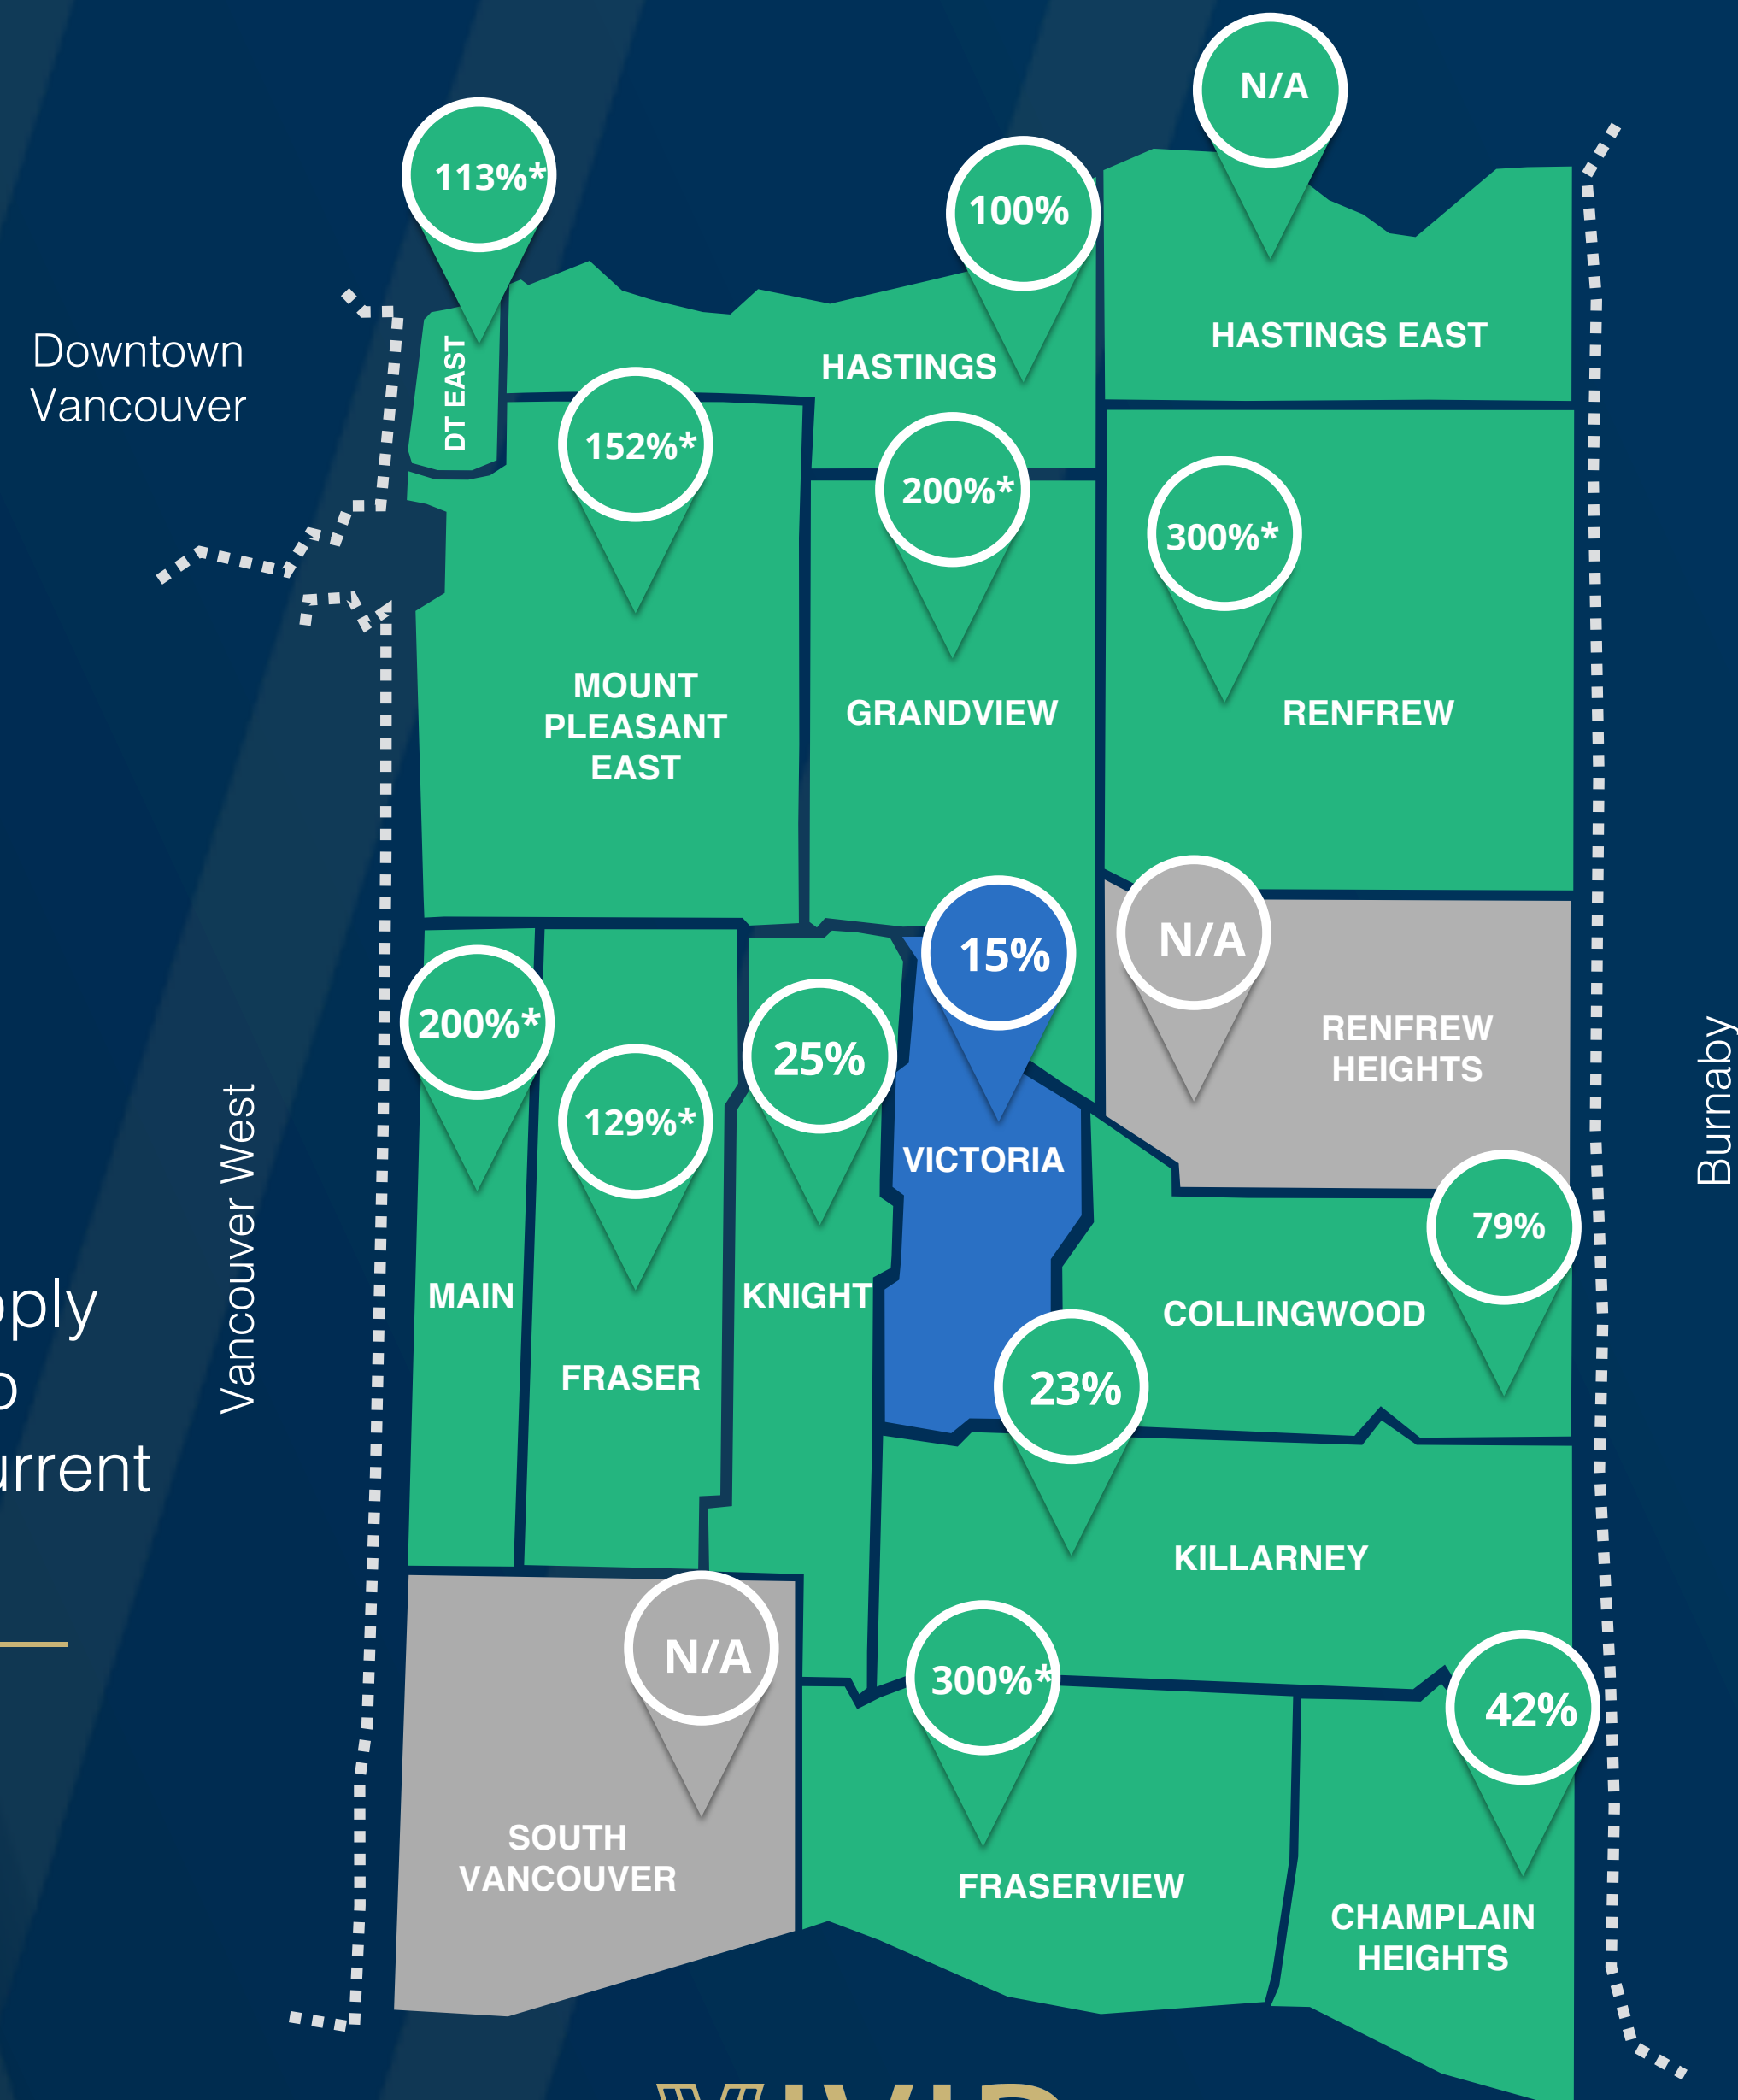 N/A
113%*
100%
HASTINGS EAST
Downtown
Vancouver
DT EAST
HASTINGS
152%*
200%*
300%*
MOUNT
PLEASANT
EAST
GRANDVIEW
RENFREW
15%
N/A
200%*
25%
RENFREW
HEIGHTS
129%*
VICTORIA
Vancouver West
Burnaby
79%
MAIN
KNIGHT
COLLINGWOOD
FRASER
23%
pply
o
urrent
KILLARNEY
N/A
300%*
42%
SOUTH
VANCOUVER
FRASERVIEW
CHAMPLAIN
HEIGHTS